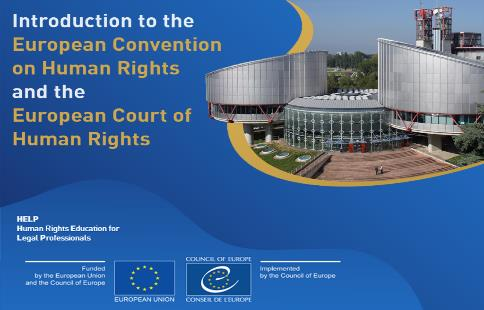 Introduction to the
European Convention
on Human Rights
and the
European Court of
Human Rights
HELP
Human Rights Education for
Legal Professionals
Funded
by the European Union
and the Council of Europe
EUROPEAN UNION
COUNCIL OF EUROPE
CONSEIL DE L'EUROPE
Implemented
by the Council of Europe